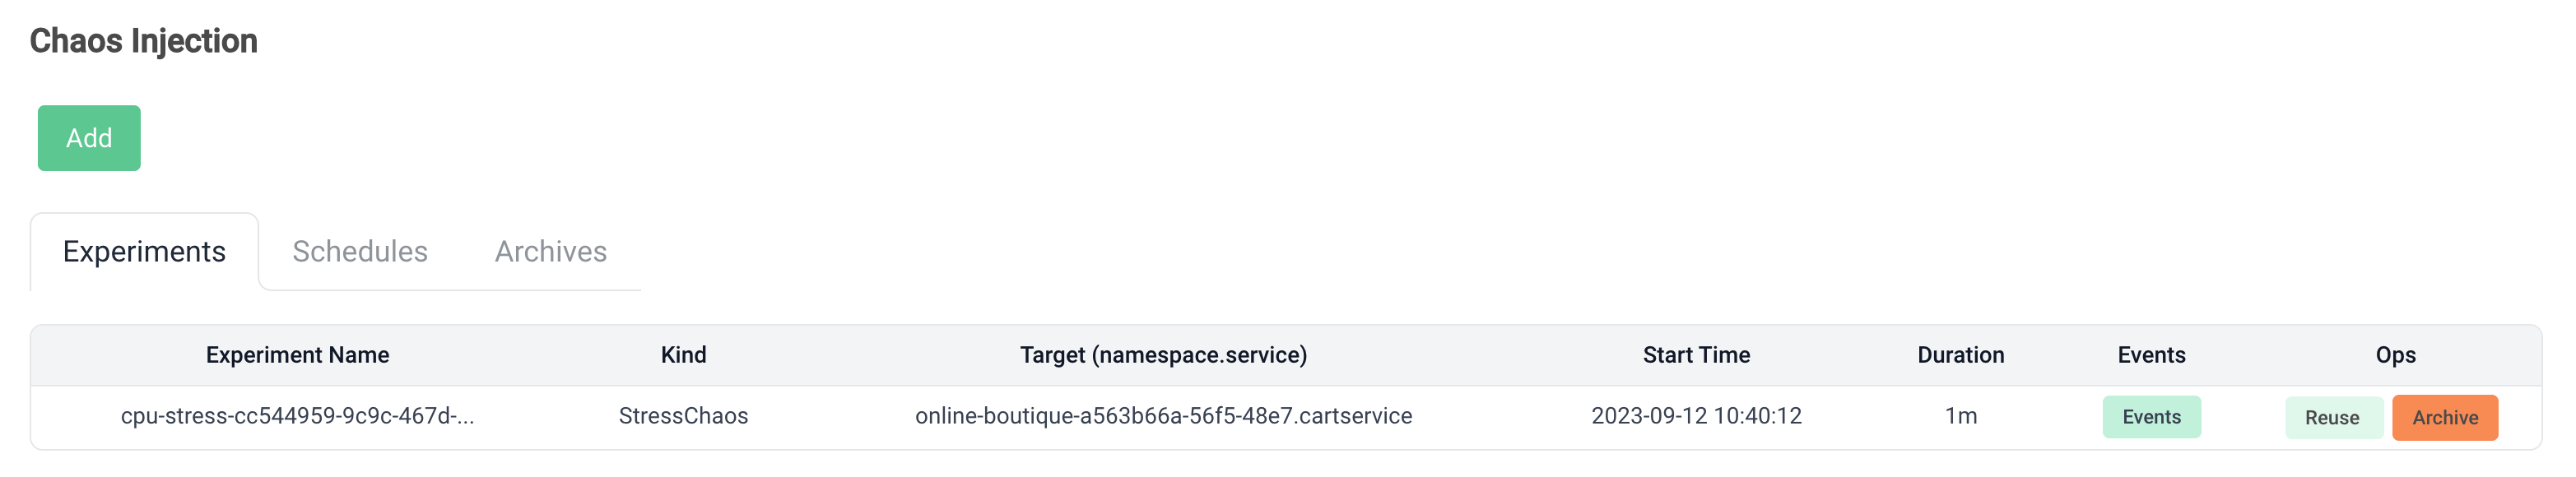 Chaos Injection
Add
Experiments Schedules Archives
Experiment Name Kind Target (namespace.service) Start Time Duration Events Ops
cpu-stress-cc544959-9c9c-467d-... StressChaos online-boutique-a563b66a-56f5-48e7.cartservice 2023-09-12 10:40:12 1m Events Reuse Archive